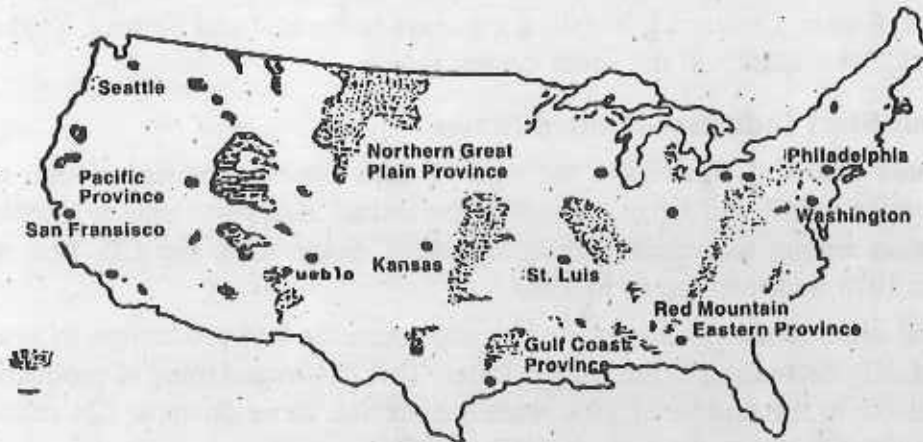 Seattle
Northern Great
Plain Province
Philadelphia
Pacific
Province
San Fransisco
Washington
ueblo
Kansas
St. Luis
Red Mountain
Eastern Province
Gulf Coast
Province